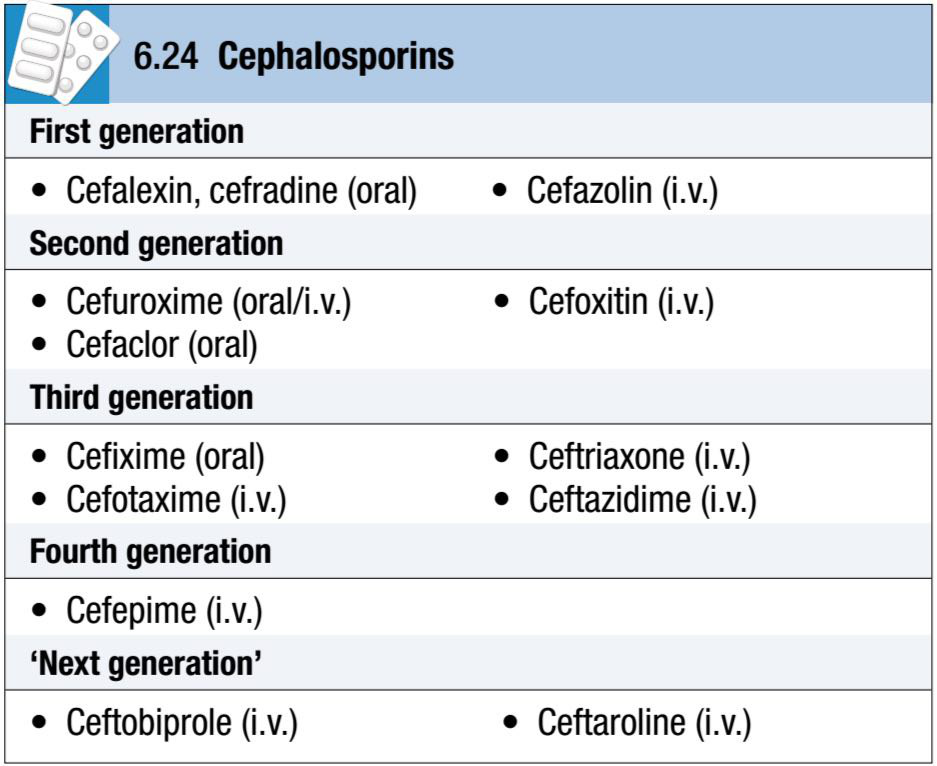 6.24 Cephalosporins
First generation
• Cefalexin, cefradine (oral) • Cefazolin (i.v.)
Second generation
• Cefuroxime (oral/i.v.) • Cefoxitin (i.v.)
• Cefaclor (oral)
Third generation
• Cefixime (oral) • Ceftriaxone (i.v.)
• Cefotaxime (i.v.) • Ceftazidime (i.v.)
Fourth generation
• Cefepime (i.v.)
‘Next generation’
• Ceftobiprole (i.v.) • Ceftaroline (i.v.)